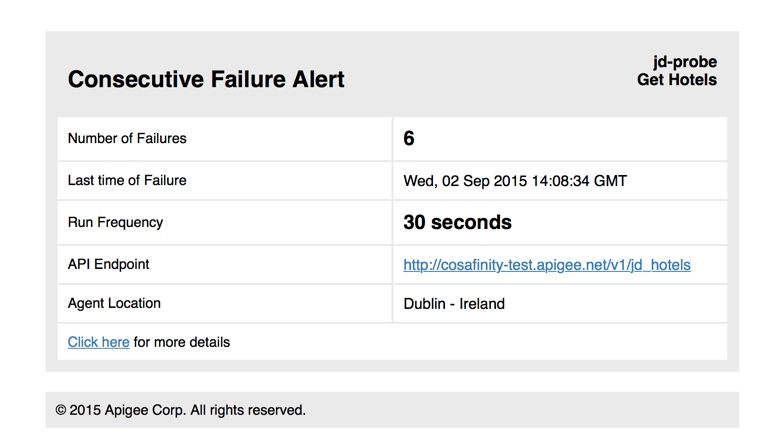 jd-probe
Consecutive Failure Alert
Get Hotels
Number of Failures
6
Last time of Failure
Wed, 02 Sep 2015 14:08:34 GMT
Run Frequency
30 seconds
API Endpoint
http://cosafinity-test.apigee.net/v1/jd_hotels
Agent Location
Dublin - Ireland
Click here for more details
© 2015 Apigee Corp. All rights reserved.